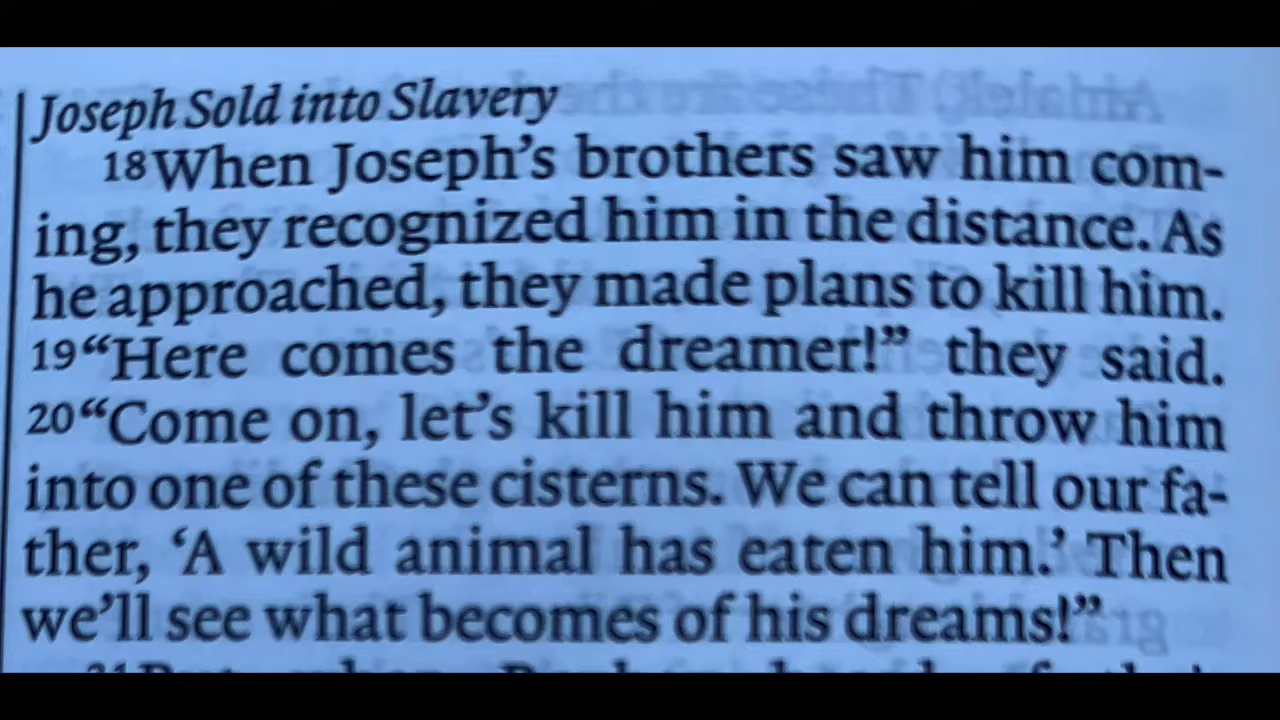 Joseph Sold into Slavery
18 When Joseph's brothers saw him com-
ing, they recognized him in the distance. As
he approached, they made plans to kill him.
19 “Here comes the dreamer!” they said.
20 “Come on, let's kill him and throw him
into one of these cisterns. We can tell our fa-
ther, ‘A wild animal has eaten him.’ Then
we'll see what becomes of his dreams!”